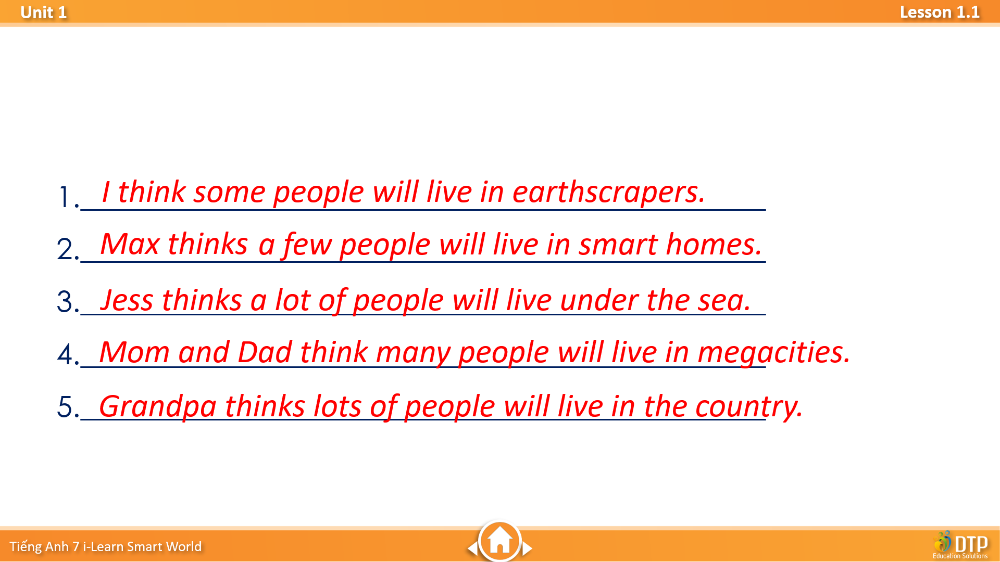 Unit 1
Lesson 1.1
1. I think some people will live in earthscrapers.
2. Max thinks a few people will live in smart homes.
3. Jess thinks a lot of people will live under the sea.
4. Mom and Dad think many people will live in megacities.
5. Grandpa thinks lots of people will live in the country.
Tiếng Anh 7 i-Learn Smart World
DTP
Education Solutions